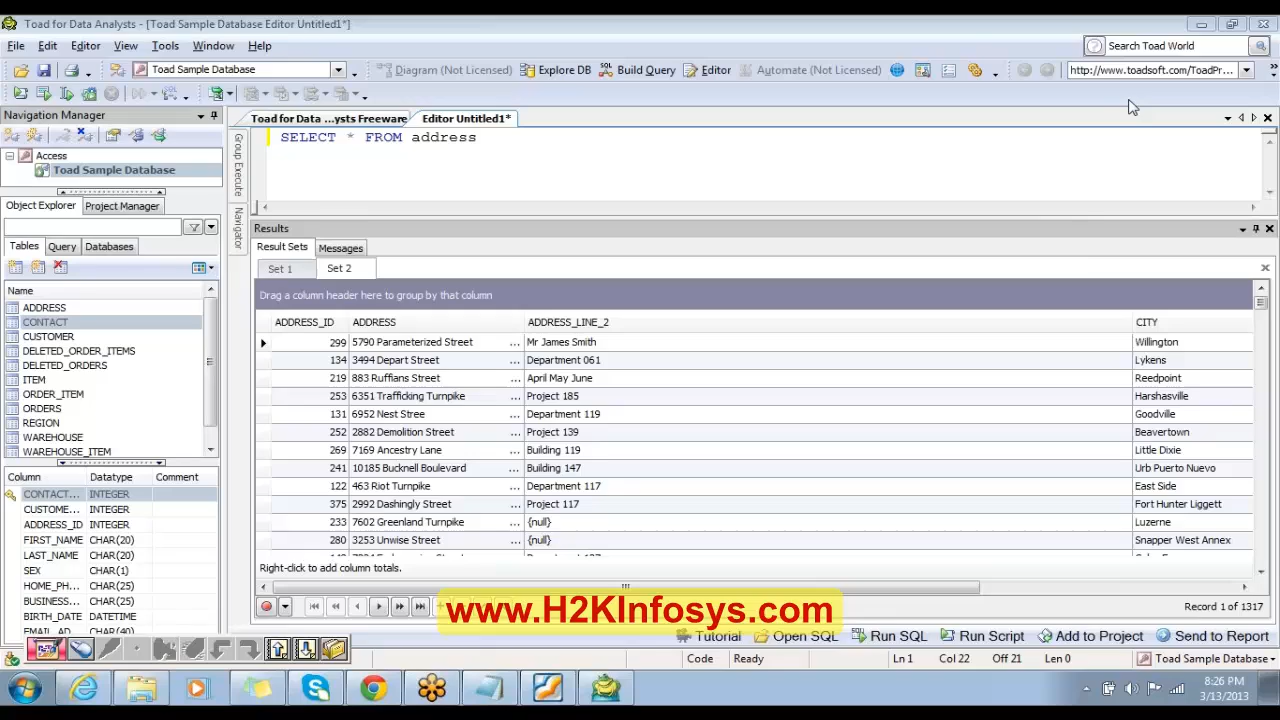 Toad for Data Analysts - [Toad Sample Database Editor Untitled1*]
File Edit Editor View Tools Window Help
Search Toad World
Toad Sample Database
Diagram (Not Licensed) Explore DB Build Query Editor Automate (Not Licensed)
http://www.toadsoft.com/ToadPr...
Navigation Manager
Toad for Data ...ysts Freeware Editor Untitled1*
SELECT * FROM address
Group Execute
Navigator
Access
Toad Sample Database
Object Explorer Project Manager
Tables Query Databases
Name
ADDRESS
CONTACT
CUSTOMER
DELETED_ORDER_ITEMS
DELETED_ORDERS
ITEM
ORDER_ITEM
ORDERS
REGION
WAREHOUSE
WAREHOUSE_ITEM
Column Datatype Comment
CONTACT... INTEGER
CUSTOME... INTEGER
ADDRESS_ID INTEGER
FIRST_NAME CHAR(20)
LAST_NAME CHAR(20)
SEX CHAR(1)
HOME_PH... CHAR(25)
BUSINESS... CHAR(25)
BIRTH_DATE DATETIME
EMAIL_AD... CHAR(40)
Results
Result Sets Messages
Set 1 Set 2
Drag a column header here to group by that column
ADDRESS_ID ADDRESS ADDRESS_LINE_2 CITY
299 5790 Parameterized Street ... Mr James Smith Willington
134 3494 Depart Street ... Department 061 Lykens
219 883 Ruffians Street ... April May June Reedpoint
253 6351 Trafficking Turnpike ... Project 185 Harshasville
131 6952 Nest Stree ... Department 119 Goodville
252 2882 Demolition Street ... Project 139 Beavertown
269 7169 Ancestry Lane ... Building 119 Little Dixie
241 10185 Bucknell Boulevard ... Building 147 Urb Puerto Nuevo
122 463 Riot Turnpike ... Department 117 East Side
375 2992 Dashingly Street ... Project 117 Fort Hunter Liggett
233 7602 Greenland Turnpike ... {null} Luzerne
280 3253 Unwise Street ... {null} Snapper West Annex
Right-click to add column totals.
www.H2KInfosys.com
Record 1 of 1317
Tutorial Open SQL Run SQL Run Script Add to Project Send to Report
Code Ready Ln 1 Col 22 Off 21 Len 0 Toad Sample Database
8:26 PM
3/13/2013